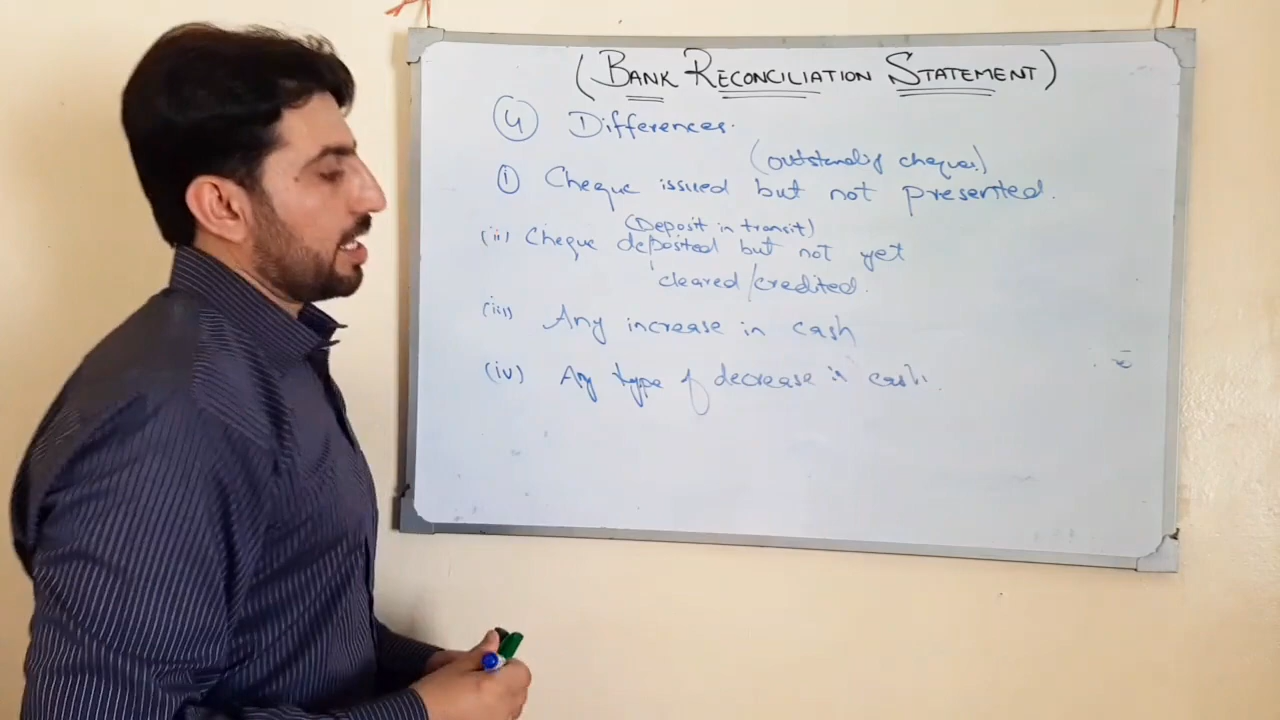 (BANK RECONCILIATION STATEMENT)
4 Differences.
(outstanding cheques)
i Cheque issued but not presented.
(Deposit in transit)
(ii) Cheque deposited but not yet
cleared/credited.
(iii) Any increase in cash
(iv) Any type of decrease in cash.